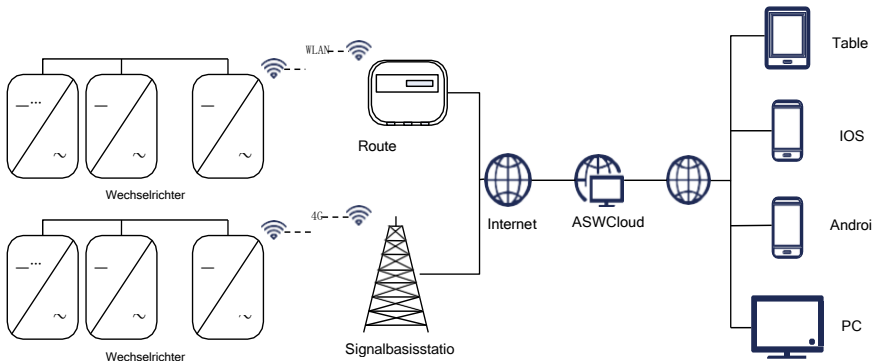 WLAN
Table
Route
IOS
Wechselrichter
Internet
ASWCloud
4G
Androi
Signalbasisstatio
PC
Wechselrichter